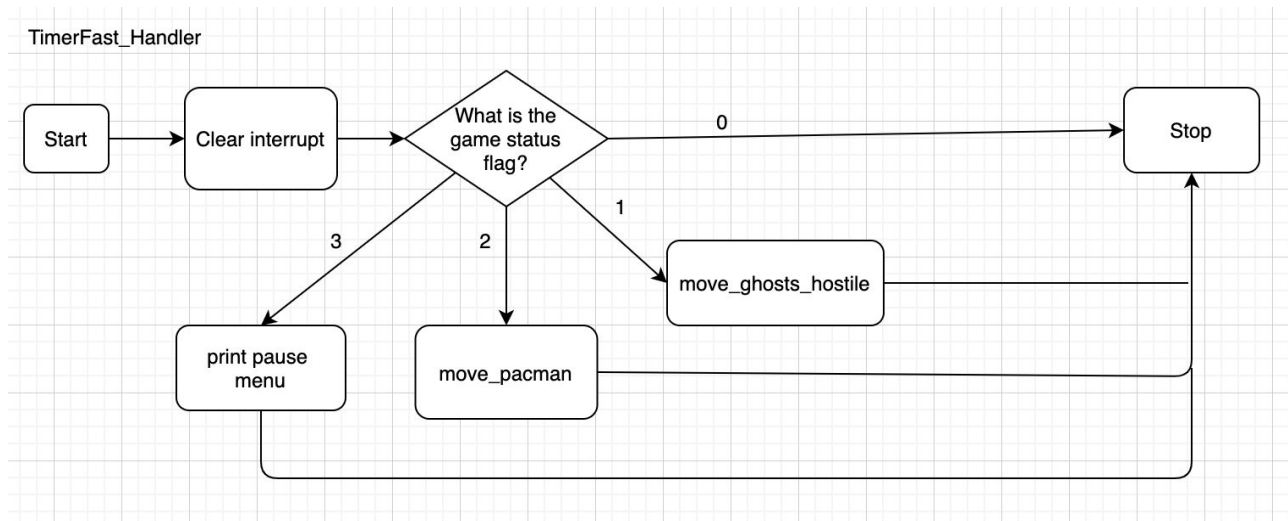 TimerFast_Handler
Start
Clear interrupt
What is the
game status
flag?
0
Stop
1
3
2
move_ghosts_hostile
print pause
menu
move_pacman